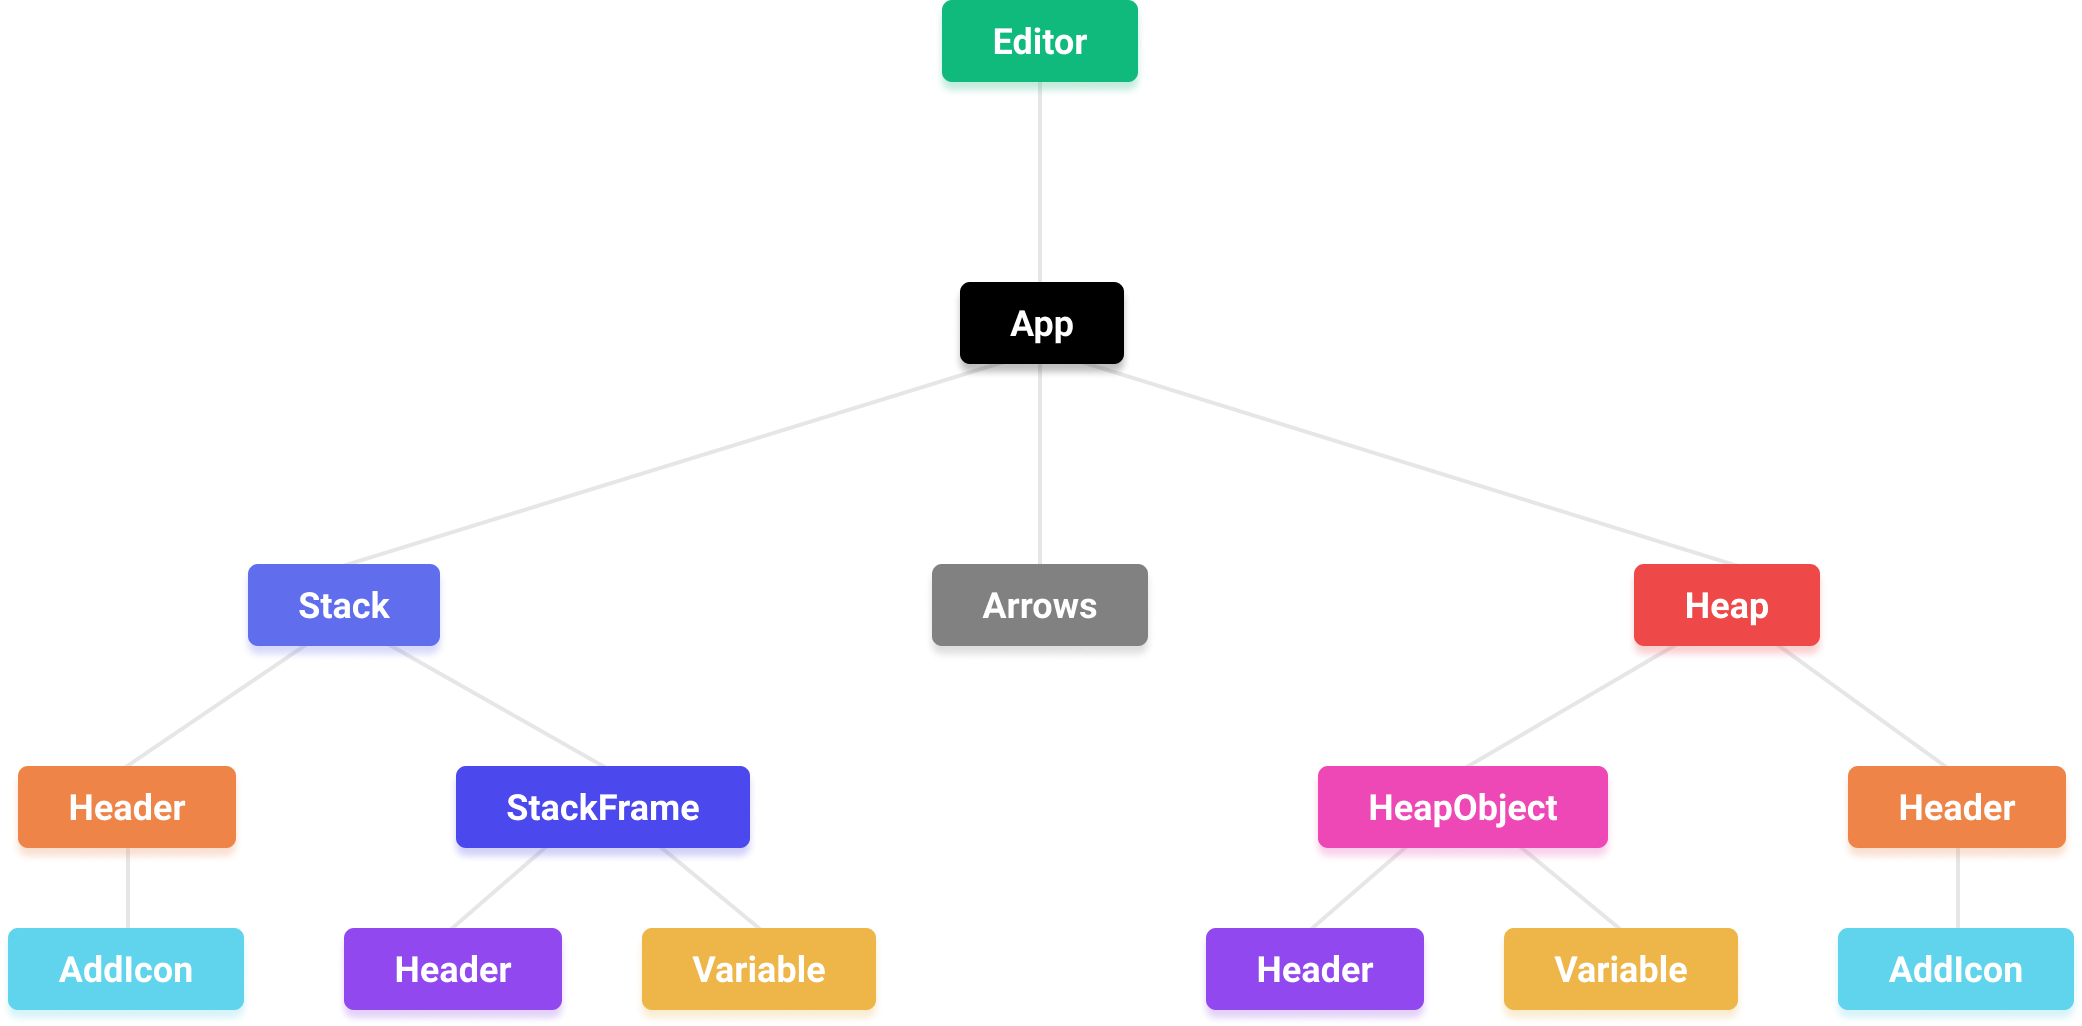 Editor
App
Stack
Arrows
Heap
Header
StackFrame
HeapObject
Header
AddIcon
Header
Variable
Header
Variable
AddIcon